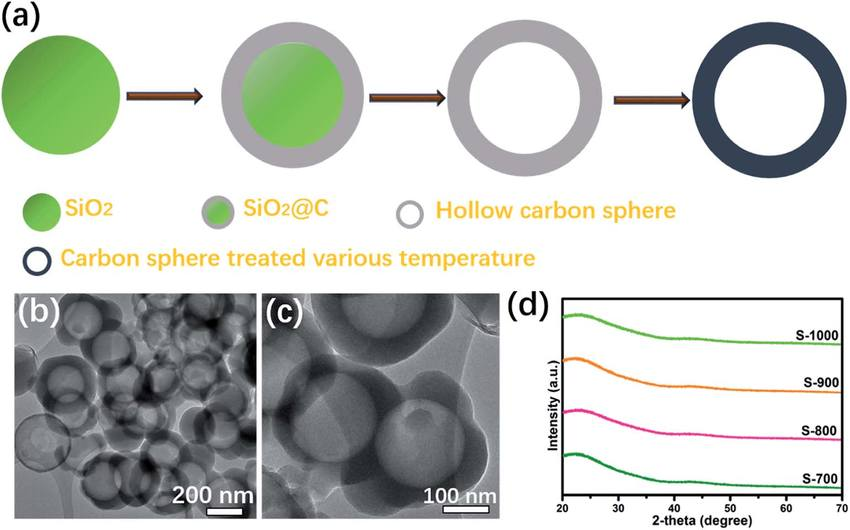 (a)
SiO2
SiO2@C
Hollow carbon sphere
Carbon sphere treated various temperature
(b)
200 nm
(c)
100 nm
(d)
Intensity (a.u.)
S-1000
S-900
S-800
S-700
20 30 40 50 60 70
2-theta (degree)